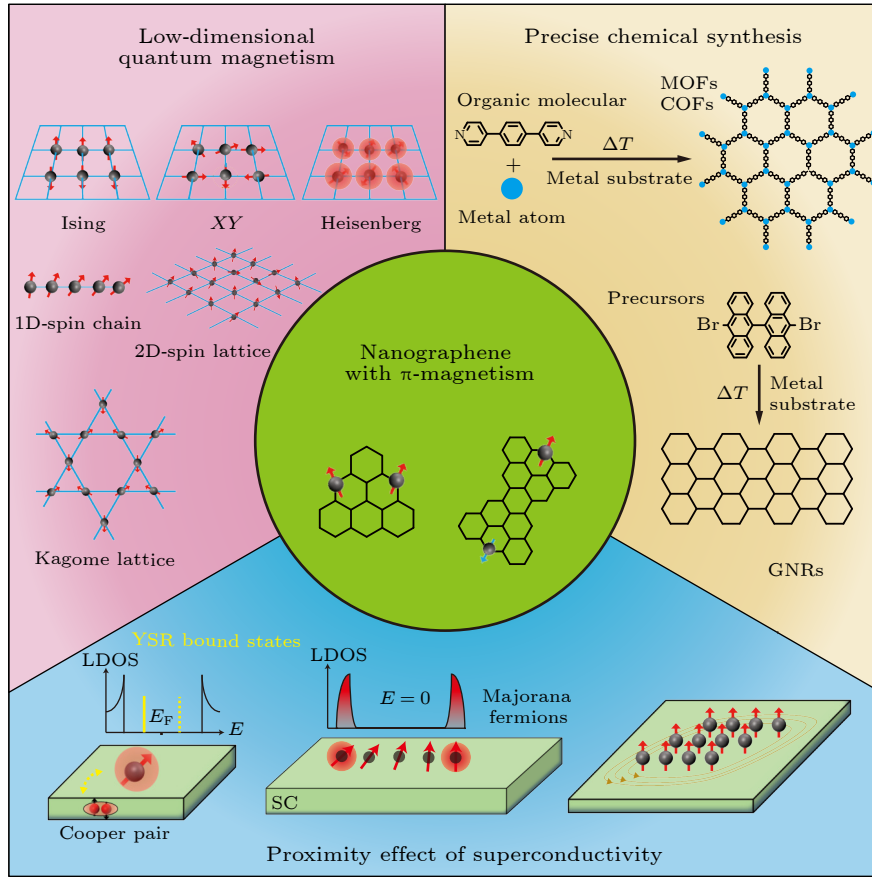 Low-dimensional
quantum magnetism
Ising
XY
Heisenberg
1D-spin chain
2D-spin lattice
Kagome lattice
Precise chemical synthesis
MOFs
COFs
Organic molecular
N
N
+
ΔT
Metal substrate
Metal atom
Precursors
Br
Br
ΔT
Metal
substrate
GNRs
Nanographene
with π-magnetism
YSR bound states
LDOS
E_F
E
Cooper pair
LDOS
E = 0
Majorana
fermions
SC
Proximity effect of superconductivity